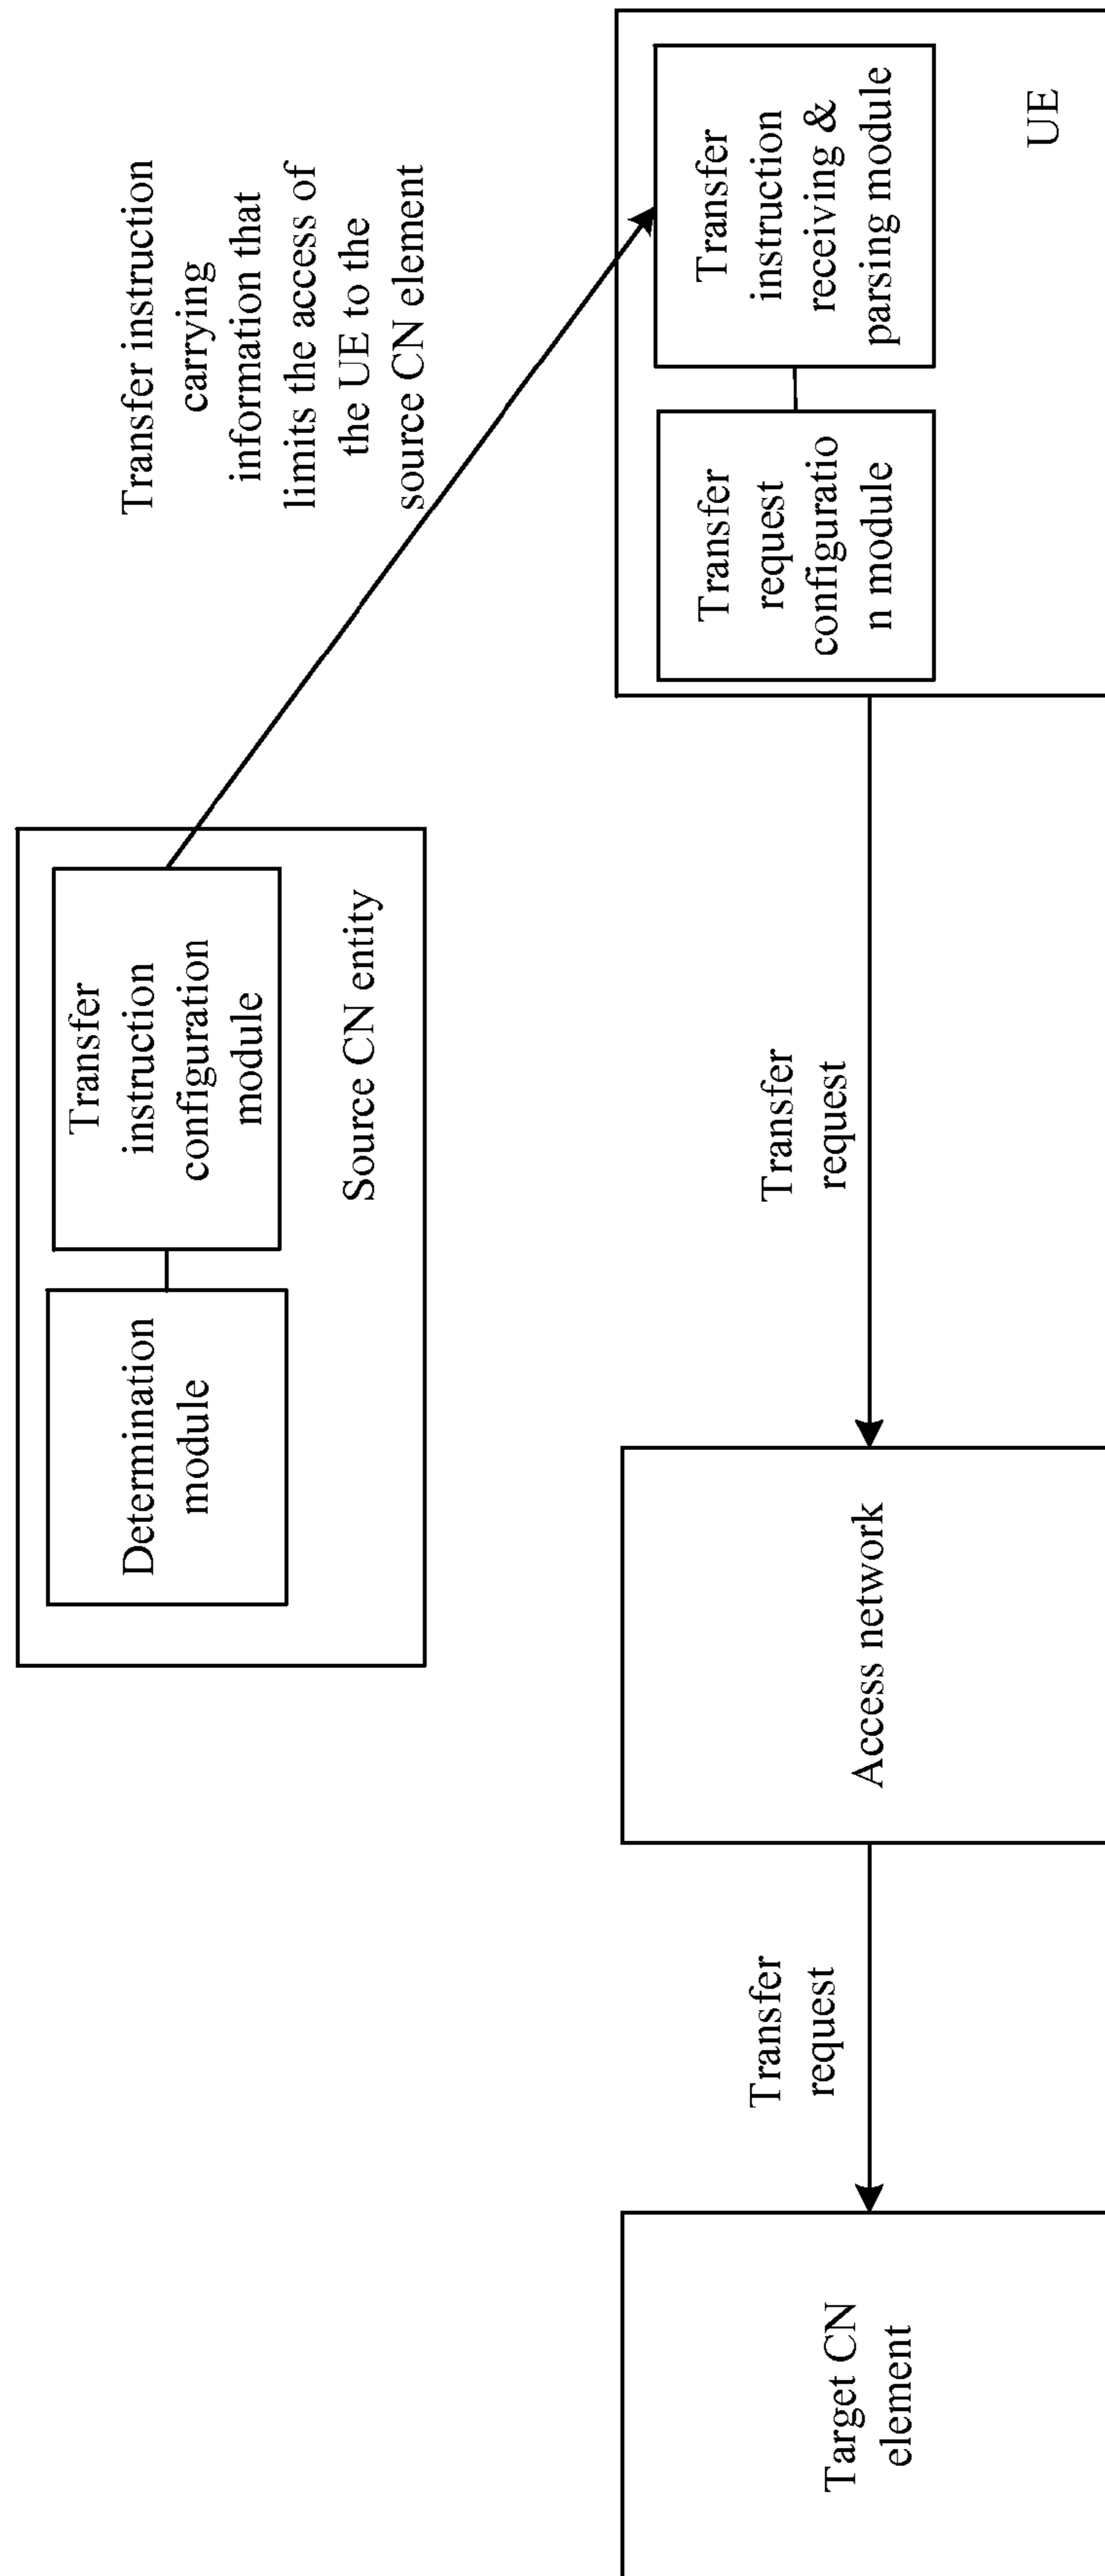 Determination
module
Transfer
instruction
configuration
module
Source CN entity
Transfer instruction
carrying
information that
limits the access of
the UE to the
source CN element
Target CN
element
Transfer
request
Access network
Transfer
request
Transfer
request
configuratio
n module
Transfer
instruction
receiving &
parsing module
UE